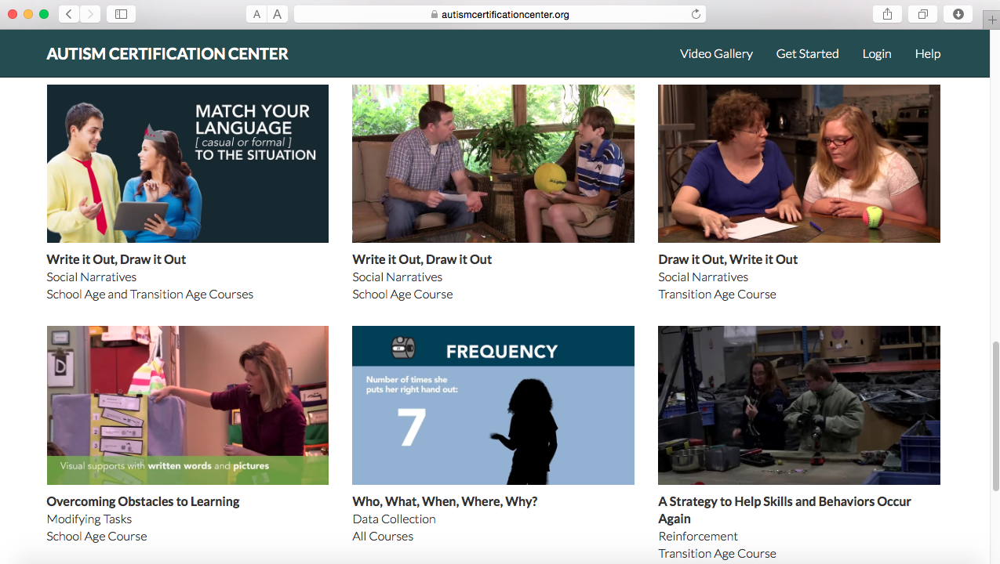 A A autismcertificationcenter.org
AUTISM CERTIFICATION CENTER Video Gallery Get Started Login Help
MATCH YOUR
LANGUAGE
[ casual or formal ]
TO THE SITUATION
Write it Out, Draw it Out
Social Narratives
School Age and Transition Age Courses
Write it Out, Draw it Out
Social Narratives
School Age Course
Draw it Out, Write it Out
Social Narratives
Transition Age Course
1
2
3
Visual supports with written words and pictures
Overcoming Obstacles to Learning
Modifying Tasks
School Age Course
FREQUENCY
Number of times she
puts her right hand out:
7
Who, What, When, Where, Why?
Data Collection
All Courses
A Strategy to Help Skills and Behaviors Occur
Again
Reinforcement
Transition Age Course